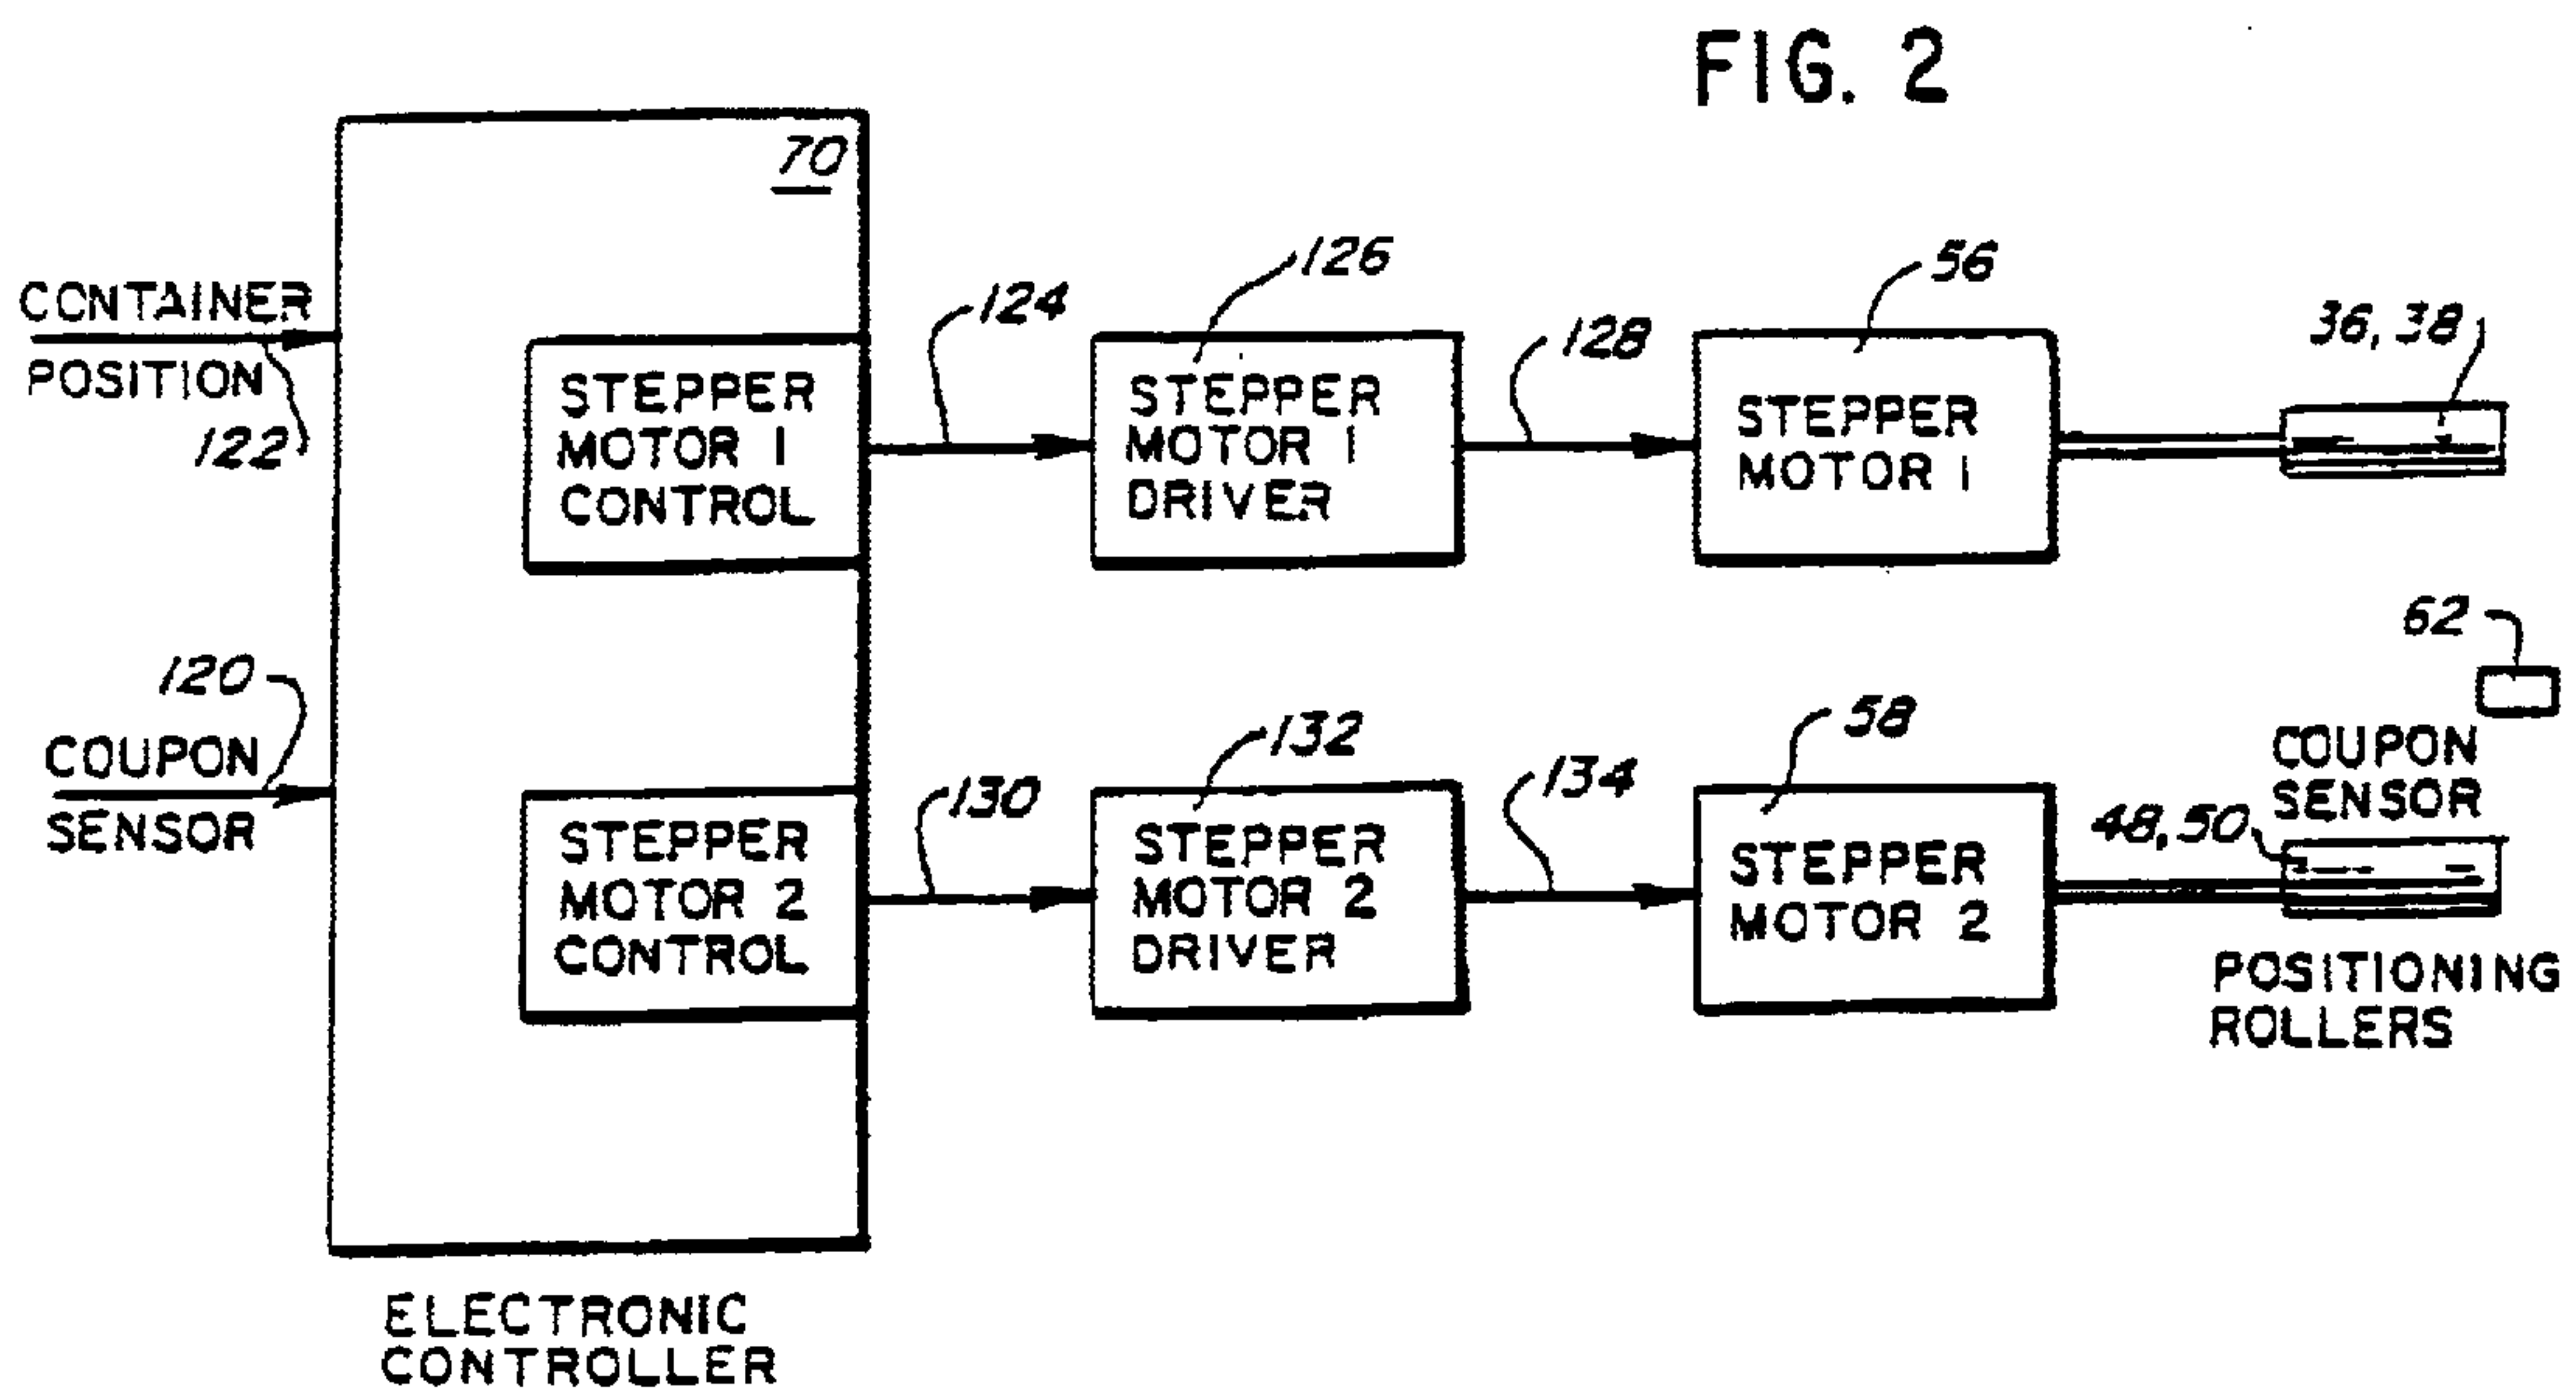 FIG. 2
70
CONTAINER
POSITION
122
STEPPER
MOTOR 1
CONTROL
124
126
STEPPER
MOTOR 1
DRIVER
128
56
STEPPER
MOTOR 1
36, 38
120
COUPON
SENSOR
STEPPER
MOTOR 2
CONTROL
130
132
STEPPER
MOTOR 2
DRIVER
134
58
STEPPER
MOTOR 2
62
COUPON
SENSOR
48, 50
POSITIONING
ROLLERS
ELECTRONIC
CONTROLLER